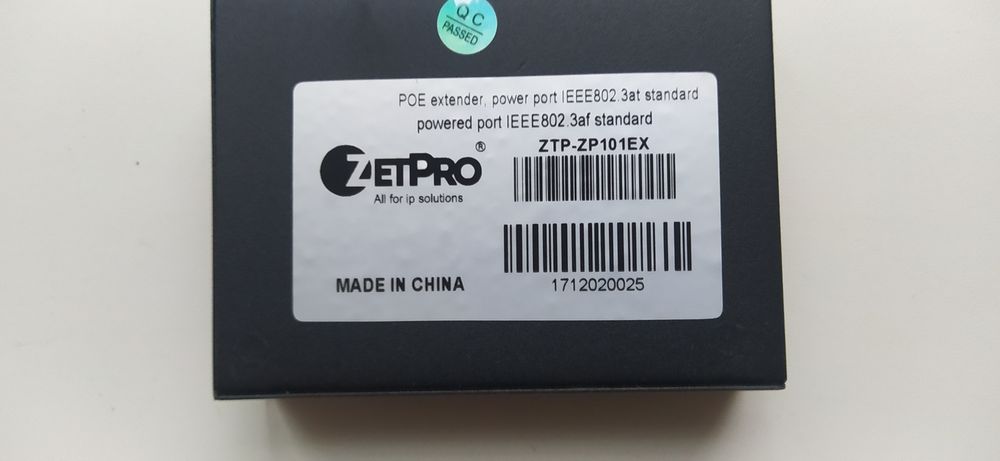 QC
PASSED
POE extender, power port IEEE802.3at standard
powered port IEEE802.3af standard
ZTP-ZP101EX
ZETPRO®
All for ip solutions
MADE IN CHINA
1712020025